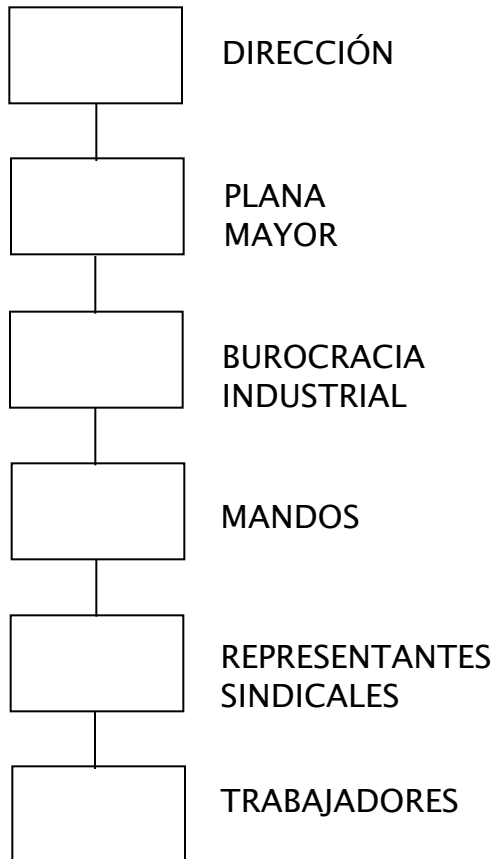 DIRECCIÓN
PLANA
MAYOR
BUROCRACIA
INDUSTRIAL
MANDOS
REPRESENTANTES
SINDICALES
TRABAJADORES